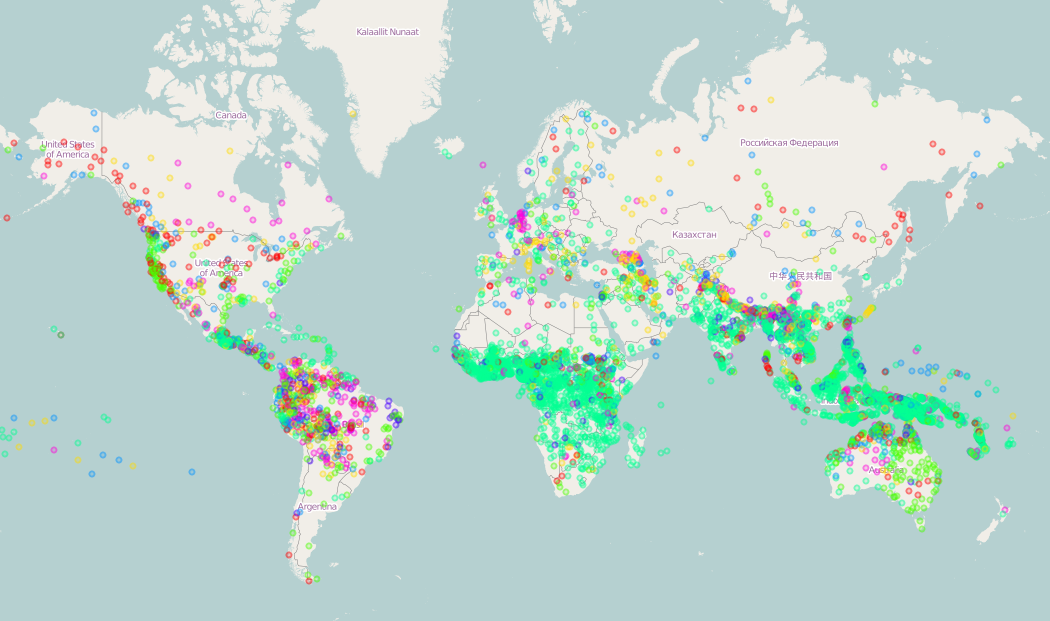 Kalaallit Nunaat
Canada
United States
of America
Российская Федерация
Казахстан
United States
of America
中华人民共和国
Argentina
Australia